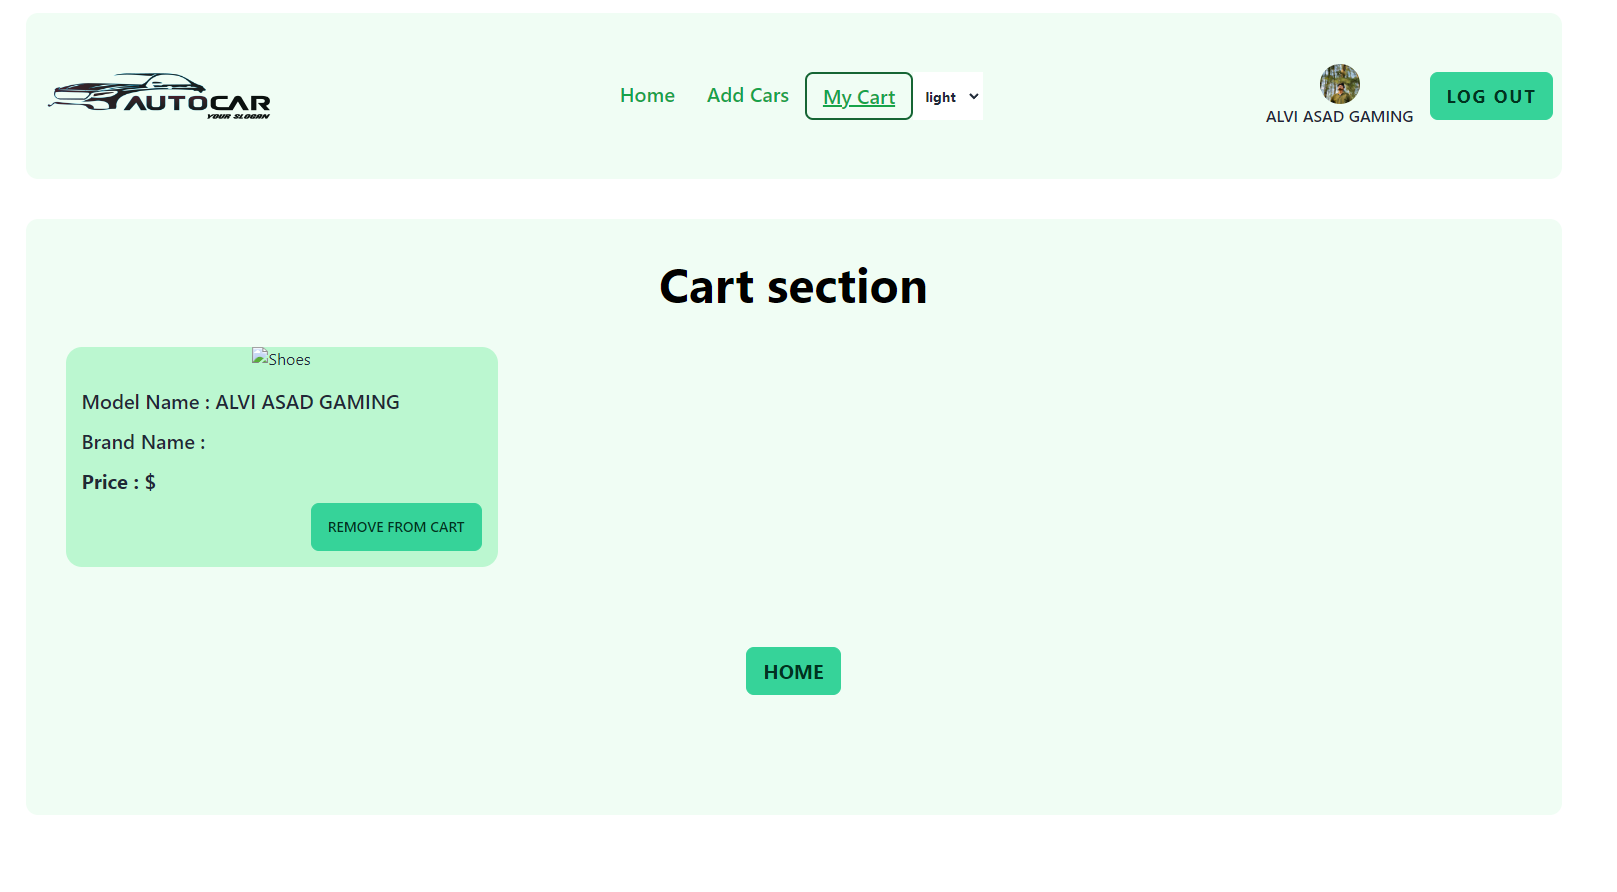 AUTOCAR
YOUR SLOGAN
Home
Add Cars
My Cart
light
ALVI ASAD GAMING
LOG OUT
Cart section
Shoes
Model Name : ALVI ASAD GAMING
Brand Name :
Price : $
REMOVE FROM CART
HOME